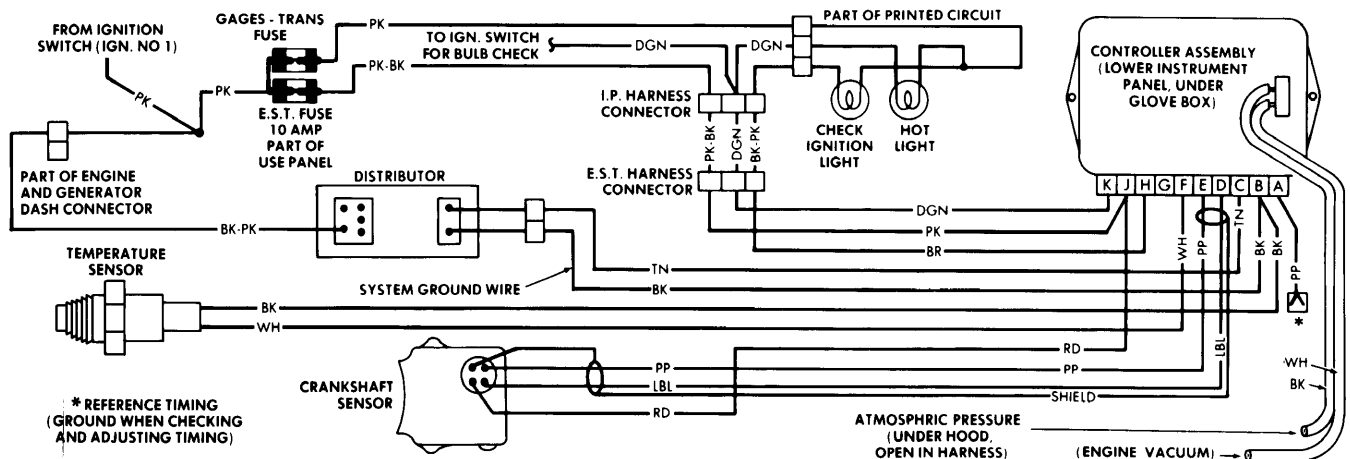 FROM IGNITION
SWITCH (IGN. NO 1)
GAGES - TRANS
FUSE
PK
TO IGN. SWITCH
FOR BULB CHECK
DGN
DGN
PART OF PRINTED CIRCUIT
PK
PK
PK-BK
E.S.T. FUSE
10 AMP
PART OF
USE PANEL
I.P. HARNESS
CONNECTOR
PK-BK
DGN
BK-PK
E.S.T. HARNESS
CONNECTOR
CHECK
IGNITION
LIGHT
HOT
LIGHT
CONTROLLER ASSEMBLY
(LOWER INSTRUMENT
PANEL, UNDER
GLOVE BOX)
K J H G F E D C B A
PART OF ENGINE
AND GENERATOR
DASH CONNECTOR
DISTRIBUTOR
BK-PK
DGN
PK
BR
TN
BK
SYSTEM GROUND WIRE
WH
PP
LBL
TN
BK
BK
PP
*
TEMPERATURE
SENSOR
BK
WH
CRANKSHAFT
SENSOR
RD
PP
PP
LBL
SHIELD
RD
WH
BK
* REFERENCE TIMING
(GROUND WHEN CHECKING
AND ADJUSTING TIMING)
ATMOSPHRIC PRESSURE
(UNDER HOOD,
OPEN IN HARNESS)
(ENGINE VACUUM)